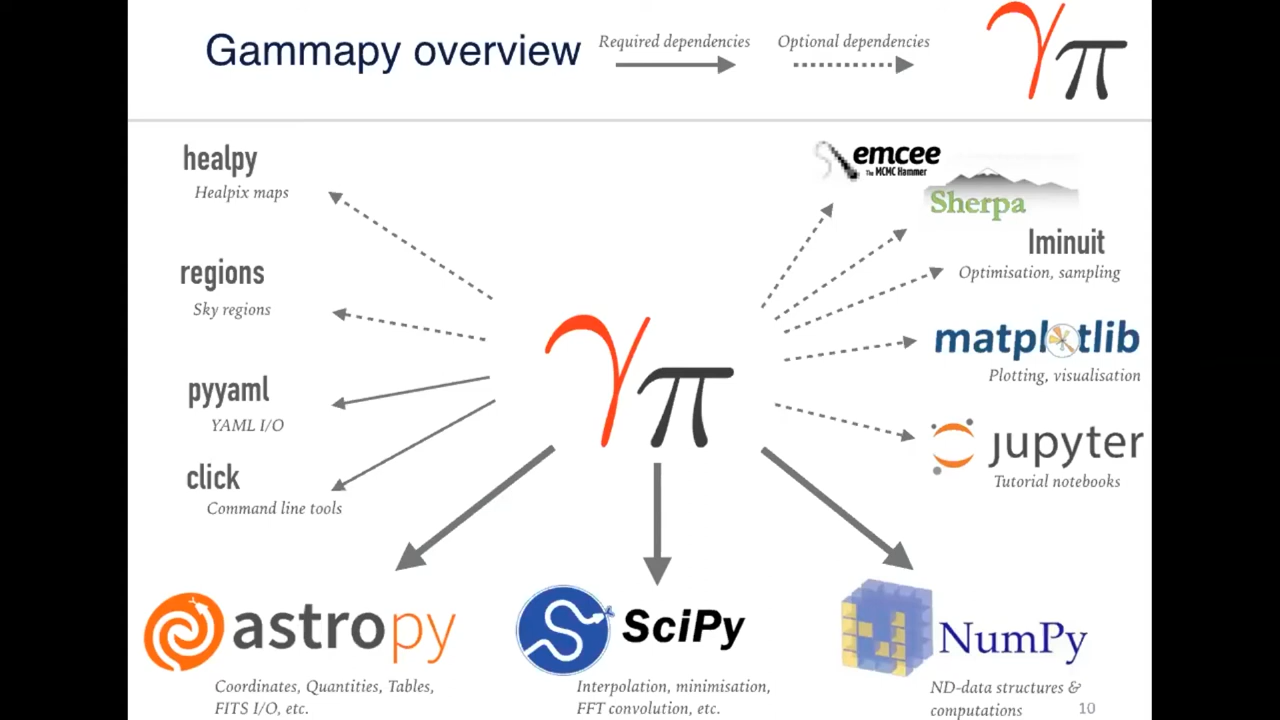 Gammapy overview
Required dependencies
Optional dependencies
γπ
healpy
Healpix maps
regions
Sky regions
pyyaml
YAML I/O
click
Command line tools
emcee
The MCMC Hammer
Sherpa
Iminuit
Optimisation, sampling
matplotlib
Plotting, visualisation
jupyter
Tutorial notebooks
γπ
astropy
Coordinates, Quantities, Tables,
FITS I/O, etc.
SciPy
Interpolation, minimisation,
FFT convolution, etc.
NumPy
ND-data structures &
computations
10